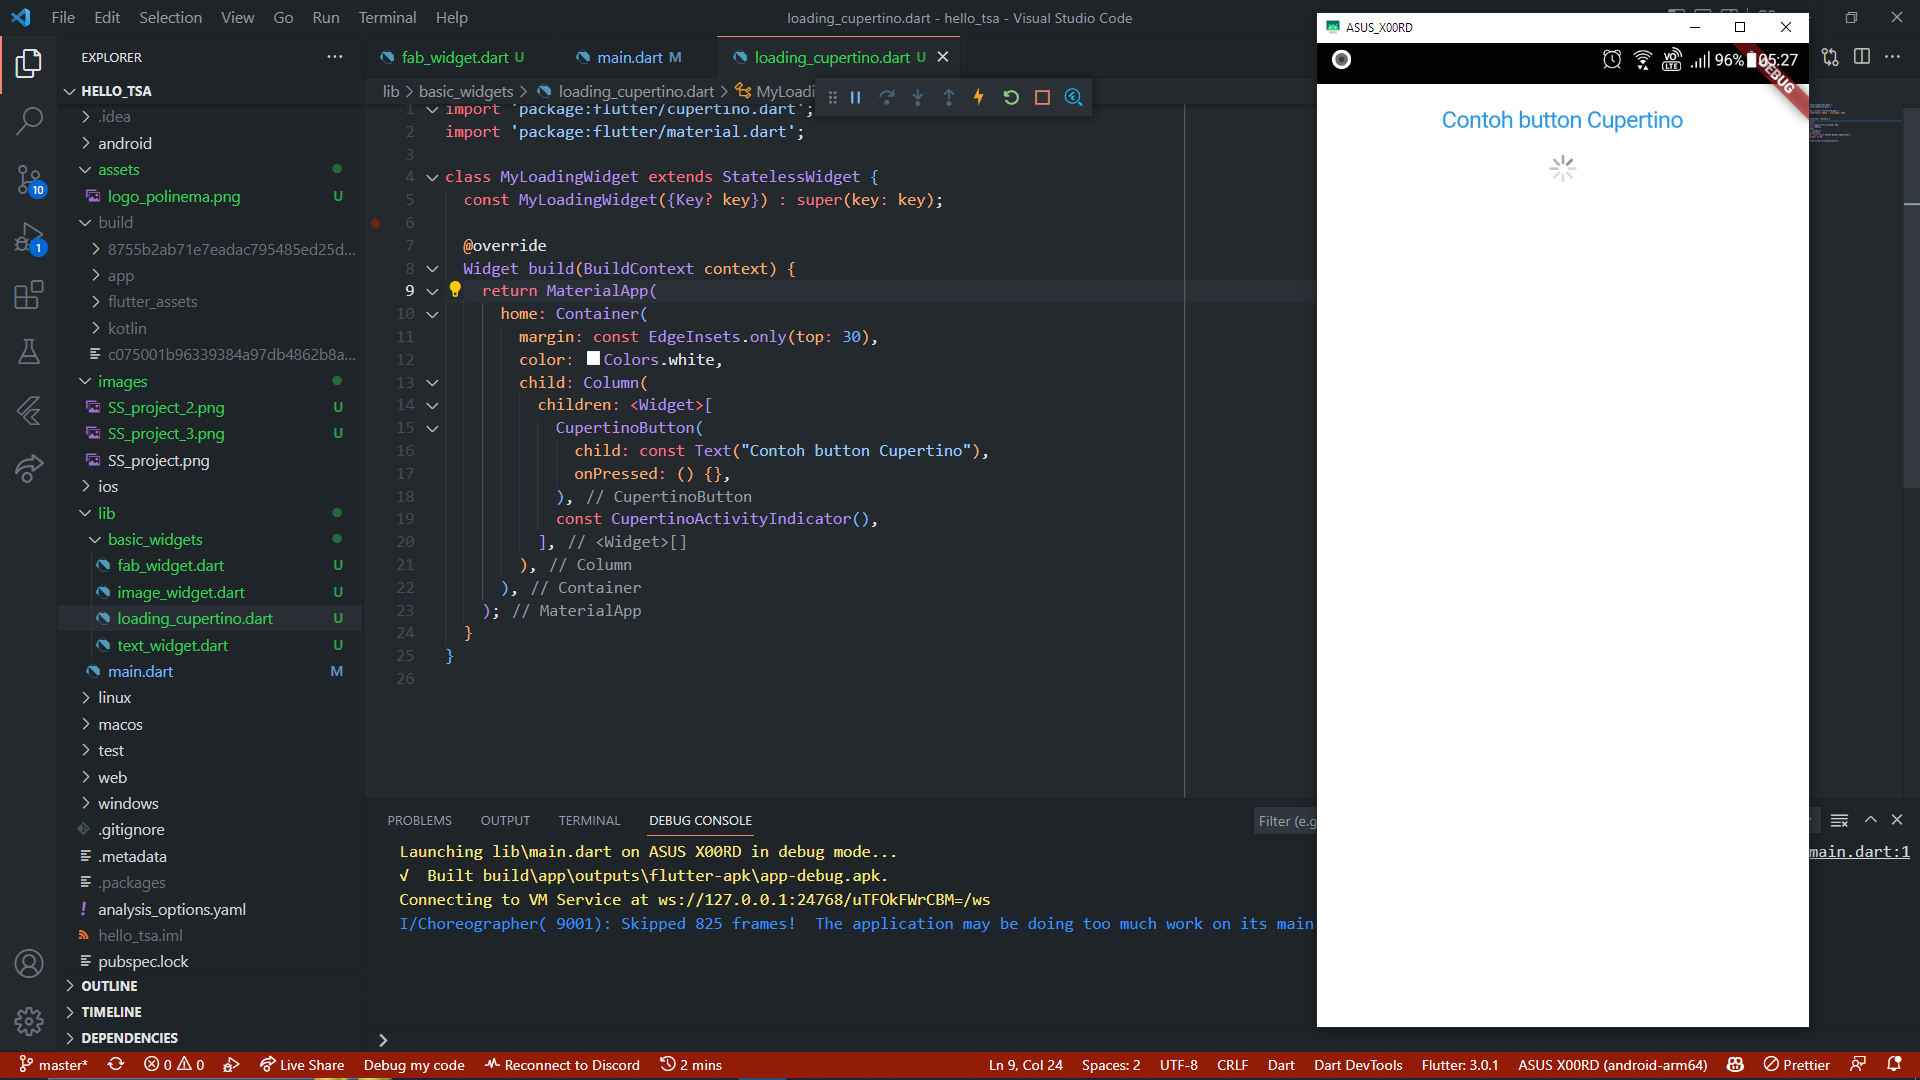 File Edit Selection View Go Run Terminal Help
loading_cupertino.dart - hello_tsa - Visual Studio Code
EXPLORER
HELLO_TSA
.idea
android
assets
logo_polinema.png U
build
8755b2ab71e7eadac795485ed25d...
app
flutter_assets
kotlin
c075001b96339384a97db4862b8a...
images
SS_project_2.png U
SS_project_3.png U
SS_project.png
ios
lib
basic_widgets
fab_widget.dart U
image_widget.dart U
loading_cupertino.dart U
text_widget.dart U
main.dart M
linux
macos
test
web
windows
.gitignore
.metadata
.packages
analysis_options.yaml
hello_tsa.iml
pubspec.lock
OUTLINE
TIMELINE
DEPENDENCIES
10
1
fab_widget.dart U
main.dart M
loading_cupertino.dart U
lib > basic_widgets > loading_cupertino.dart > MyLoadi
1 import 'package:flutter/cupertino.dart';
2 import 'package:flutter/material.dart';
3
4 class MyLoadingWidget extends StatelessWidget {
5 const MyLoadingWidget({Key? key}) : super(key: key);
6
7 @override
8 Widget build(BuildContext context) {
9 return MaterialApp(
10 home: Container(
11 margin: const EdgeInsets.only(top: 30),
12 color: Colors.white,
13 child: Column(
14 children: <Widget>[
15 CupertinoButton(
16 child: const Text("Contoh button Cupertino"),
17 onPressed: () {},
18 ), // CupertinoButton
19 const CupertinoActivityIndicator(),
20 ], // <Widget>[]
21 ), // Column
22 ), // Container
23 ); // MaterialApp
24 }
25 }
26
PROBLEMS OUTPUT TERMINAL DEBUG CONSOLE
Filter (e.g
Launching lib\main.dart on ASUS X00RD in debug mode...
√ Built build\app\outputs\flutter-apk\app-debug.apk.
Connecting to VM Service at ws://127.0.0.1:24768/uTFOkFWrCBM=/ws
I/Choreographer( 9001): Skipped 825 frames! The application may be doing too much work on its main
main.dart:1
ASUS_X00RD
VO LTE 96% 05:27
DEBUG
Contoh button Cupertino
master* 0 0 Live Share Debug my code Reconnect to Discord 2 mins
Ln 9, Col 24 Spaces: 2 UTF-8 CRLF Dart Dart DevTools Flutter: 3.0.1 ASUS X00RD (android-arm64) Prettier